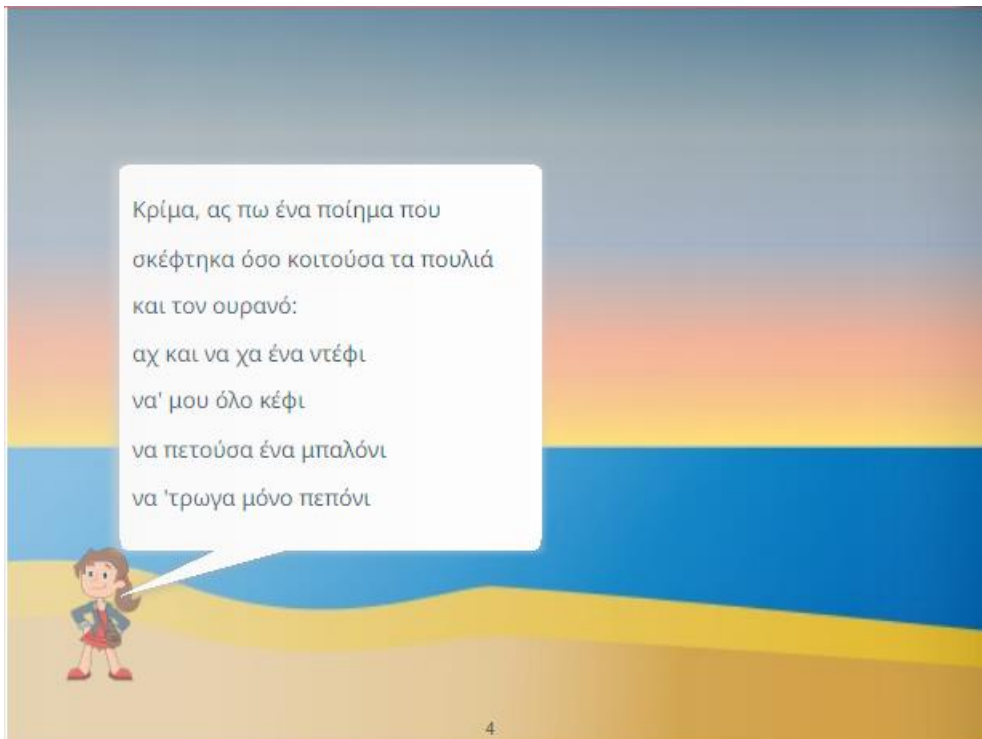 Κρίμα, ας πω ένα ποίημα που
σκέφτηκα όσο κοιτούσα τα πουλιά
και τον ουρανό:
αχ και να χα ένα ντέφι
να' μου όλο κέφι
να πετούσα ένα μπαλόνι
να 'τρωγα μόνο πεπόνι
4